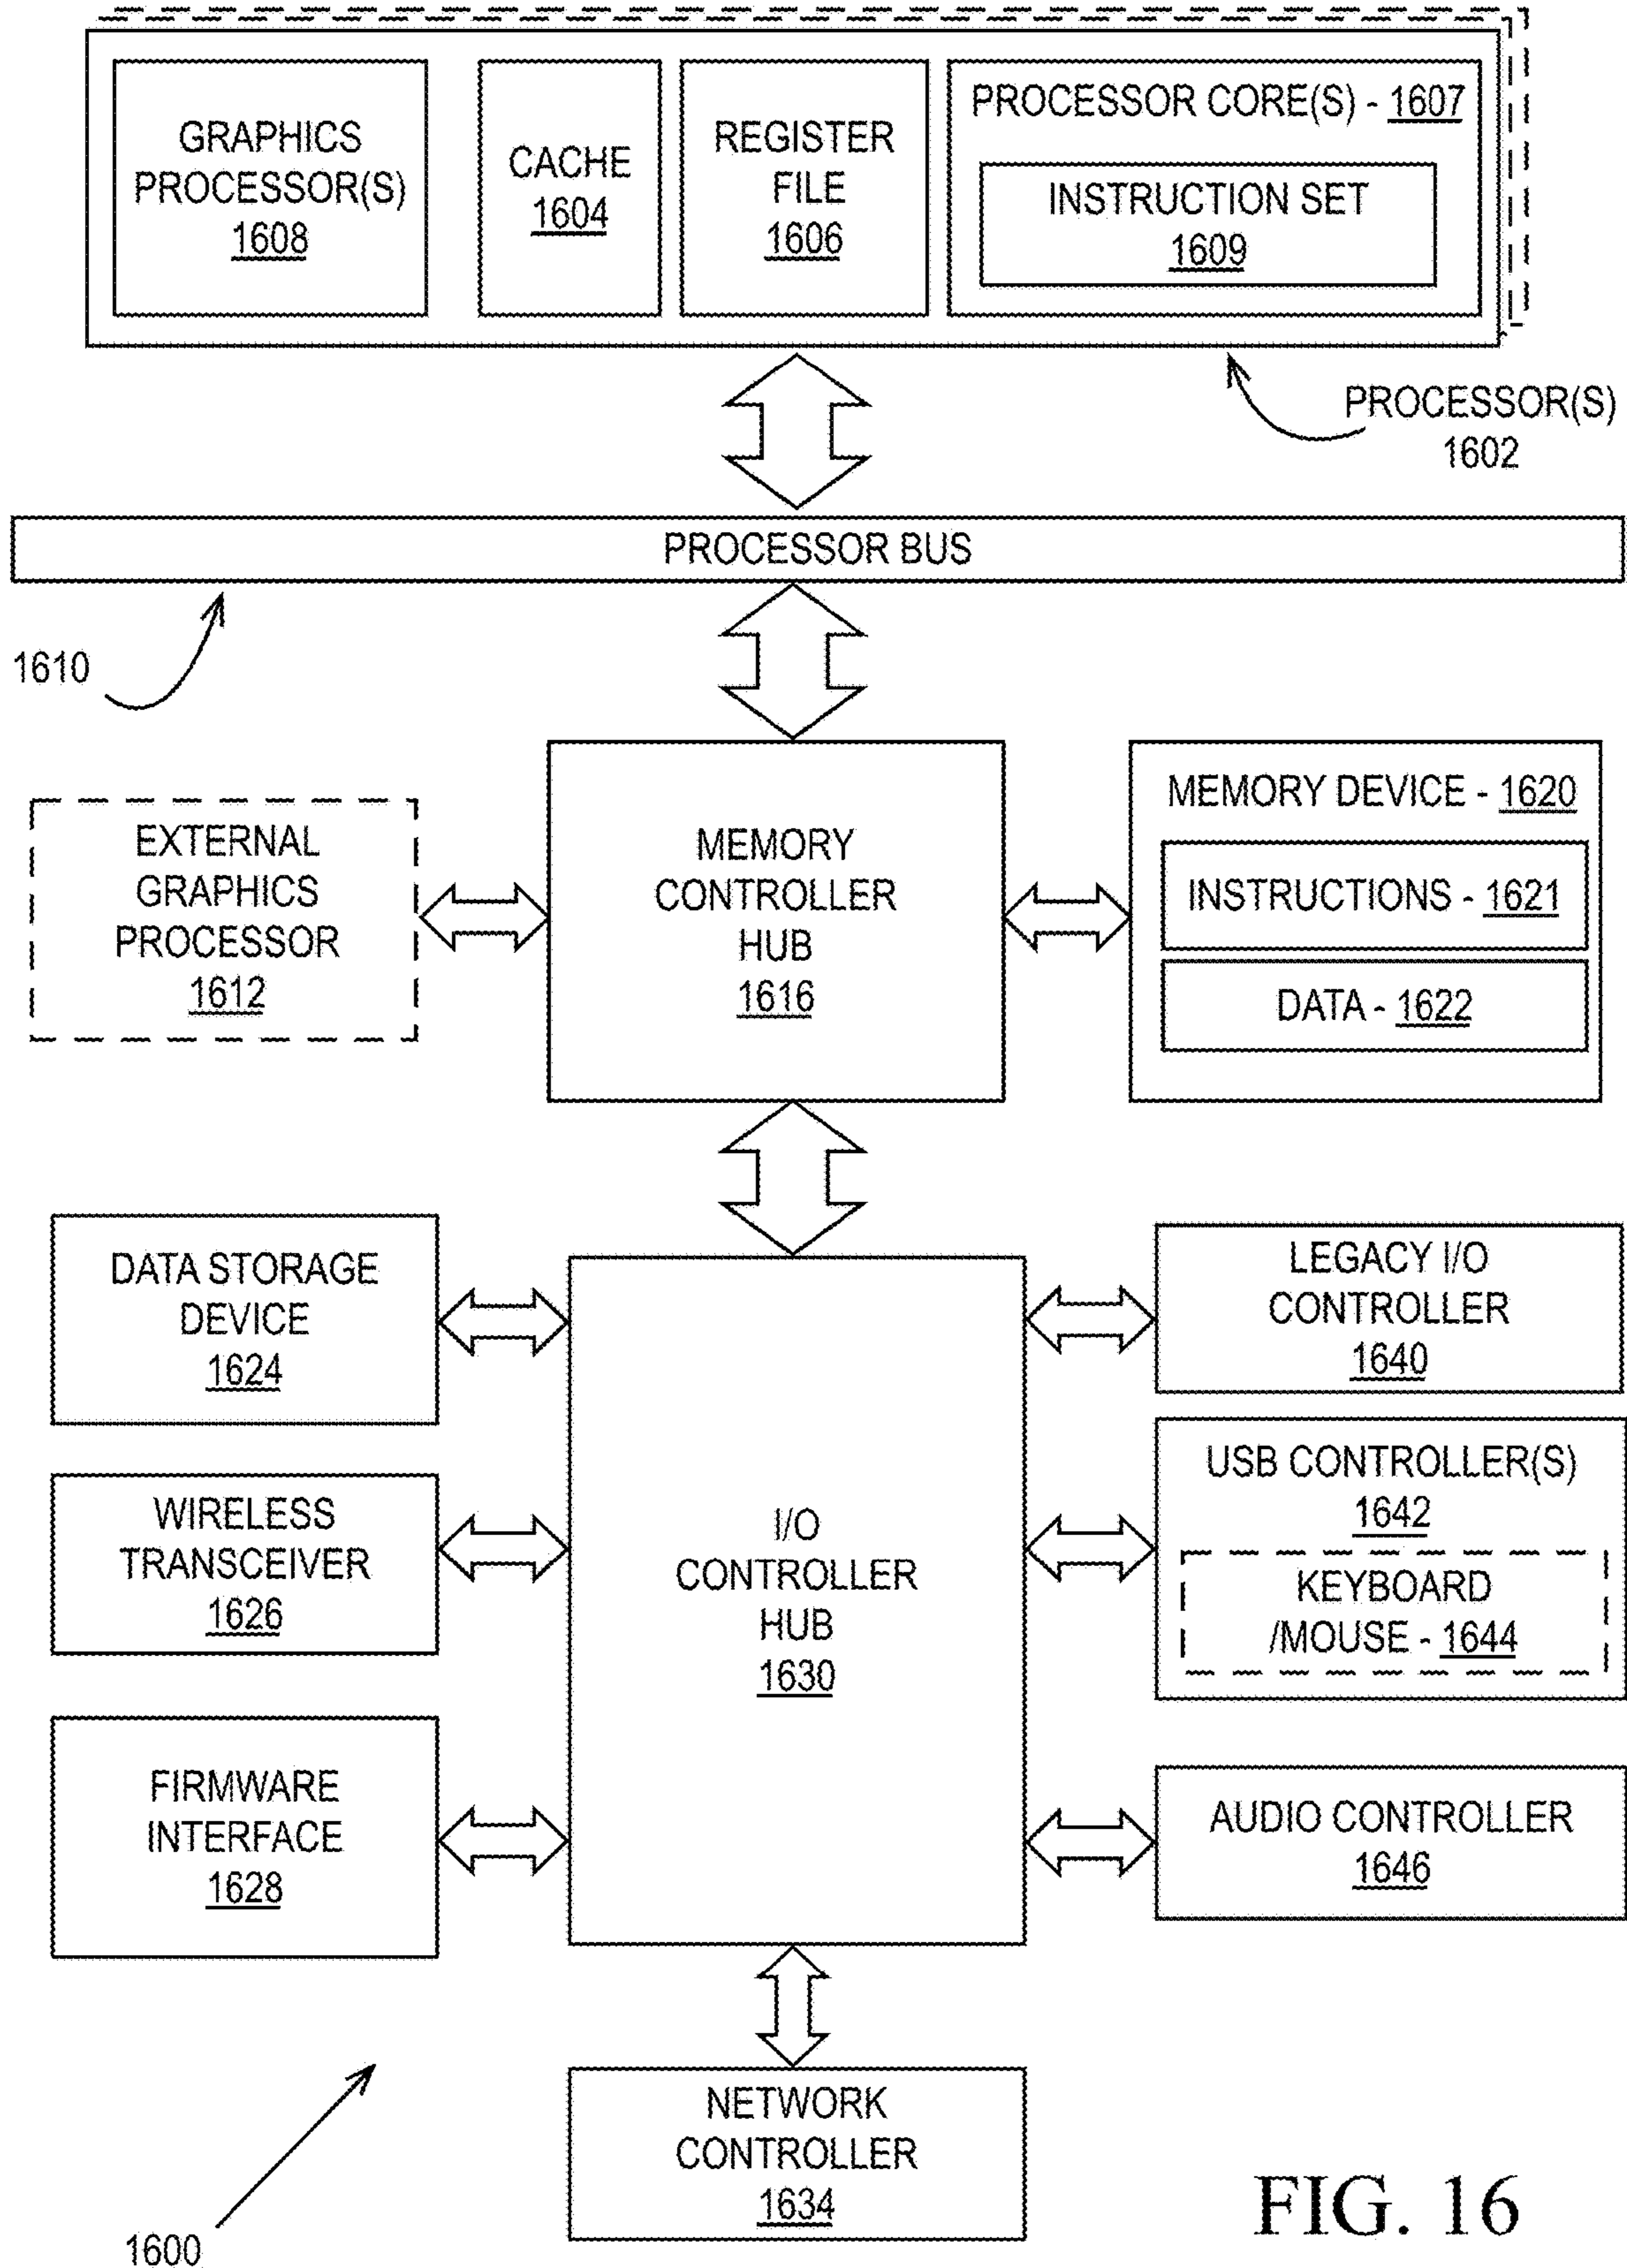 GRAPHICS
PROCESSOR(S)
1608
CACHE
1604
REGISTER
FILE
1606
PROCESSOR CORE(S) - 1607
INSTRUCTION SET
1609
PROCESSOR(S)
1602
PROCESSOR BUS
1610
EXTERNAL
GRAPHICS
PROCESSOR
1612
MEMORY
CONTROLLER
HUB
1616
MEMORY DEVICE - 1620
INSTRUCTIONS - 1621
DATA - 1622
DATA STORAGE
DEVICE
1624
WIRELESS
TRANSCEIVER
1626
FIRMWARE
INTERFACE
1628
I/O
CONTROLLER
HUB
1630
LEGACY I/O
CONTROLLER
1640
USB CONTROLLER(S)
1642
KEYBOARD
/MOUSE - 1644
AUDIO CONTROLLER
1646
NETWORK
CONTROLLER
1634
1600
FIG. 16